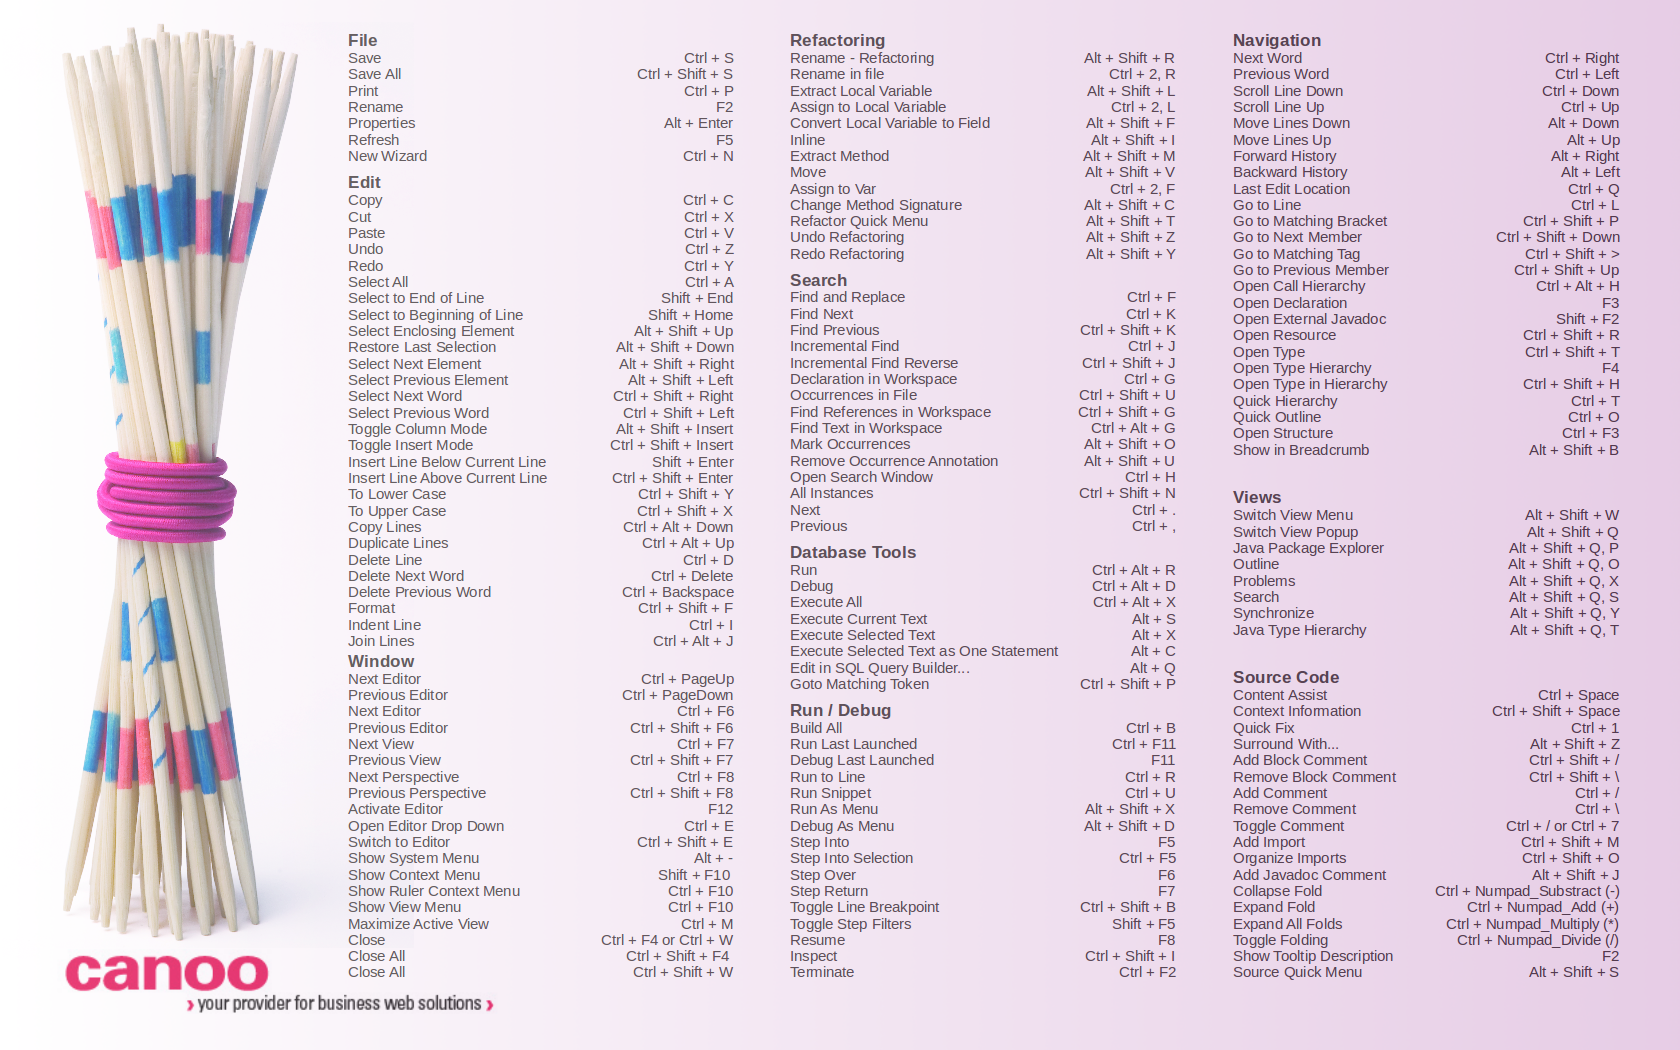 File
Save Ctrl + S
Save All Ctrl + Shift + S
Print Ctrl + P
Rename F2
Properties Alt + Enter
Refresh F5
New Wizard Ctrl + N
Edit
Copy Ctrl + C
Cut Ctrl + X
Paste Ctrl + V
Undo Ctrl + Z
Redo Ctrl + Y
Select All Ctrl + A
Select to End of Line Shift + End
Select to Beginning of Line Shift + Home
Select Enclosing Element Alt + Shift + Up
Restore Last Selection Alt + Shift + Down
Select Next Element Alt + Shift + Right
Select Previous Element Alt + Shift + Left
Select Next Word Ctrl + Shift + Right
Select Previous Word Ctrl + Shift + Left
Toggle Column Mode Alt + Shift + Insert
Toggle Insert Mode Ctrl + Shift + Insert
Insert Line Below Current Line Shift + Enter
Insert Line Above Current Line Ctrl + Shift + Enter
To Lower Case Ctrl + Shift + Y
To Upper Case Ctrl + Shift + X
Copy Lines Ctrl + Alt + Down
Duplicate Lines Ctrl + Alt + Up
Delete Line Ctrl + D
Delete Next Word Ctrl + Delete
Delete Previous Word Ctrl + Backspace
Format Ctrl + Shift + F
Indent Line Ctrl + I
Join Lines Ctrl + Alt + J
Window
Next Editor Ctrl + PageUp
Previous Editor Ctrl + PageDown
Next Editor Ctrl + F6
Previous Editor Ctrl + Shift + F6
Next View Ctrl + F7
Previous View Ctrl + Shift + F7
Next Perspective Ctrl + F8
Previous Perspective Ctrl + Shift + F8
Activate Editor F12
Open Editor Drop Down Ctrl + E
Switch to Editor Ctrl + Shift + E
Show System Menu Alt + -
Show Context Menu Shift + F10
Show Ruler Context Menu Ctrl + F10
Show View Menu Ctrl + F10
Maximize Active View Ctrl + M
Close Ctrl + F4 or Ctrl + W
Close All Ctrl + Shift + F4
Close All Ctrl + Shift + W
Refactoring
Rename - Refactoring Alt + Shift + R
Rename in file Ctrl + 2, R
Extract Local Variable Alt + Shift + L
Assign to Local Variable Ctrl + 2, L
Convert Local Variable to Field Alt + Shift + F
Inline Alt + Shift + I
Extract Method Alt + Shift + M
Move Alt + Shift + V
Assign to Var Ctrl + 2, F
Change Method Signature Alt + Shift + C
Refactor Quick Menu Alt + Shift + T
Undo Refactoring Alt + Shift + Z
Redo Refactoring Alt + Shift + Y
Search
Find and Replace Ctrl + F
Find Next Ctrl + K
Find Previous Ctrl + Shift + K
Incremental Find Ctrl + J
Incremental Find Reverse Ctrl + Shift + J
Declaration in Workspace Ctrl + G
Occurrences in File Ctrl + Shift + U
Find References in Workspace Ctrl + Shift + G
Find Text in Workspace Ctrl + Alt + G
Mark Occurrences Alt + Shift + O
Remove Occurrence Annotation Alt + Shift + U
Open Search Window Ctrl + H
All Instances Ctrl + Shift + N
Next Ctrl + .
Previous Ctrl + ,
Database Tools
Run Ctrl + Alt + R
Debug Ctrl + Alt + D
Execute All Ctrl + Alt + X
Execute Current Text Alt + S
Execute Selected Text Alt + X
Execute Selected Text as One Statement Alt + C
Edit in SQL Query Builder... Alt + Q
Goto Matching Token Ctrl + Shift + P
Run / Debug
Build All Ctrl + B
Run Last Launched Ctrl + F11
Debug Last Launched F11
Run to Line Ctrl + R
Run Snippet Ctrl + U
Run As Menu Alt + Shift + X
Debug As Menu Alt + Shift + D
Step Into F5
Step Into Selection Ctrl + F5
Step Over F6
Step Return F7
Toggle Line Breakpoint Ctrl + Shift + B
Toggle Step Filters Shift + F5
Resume F8
Inspect Ctrl + Shift + I
Terminate Ctrl + F2
Navigation
Next Word Ctrl + Right
Previous Word Ctrl + Left
Scroll Line Down Ctrl + Down
Scroll Line Up Ctrl + Up
Move Lines Down Alt + Down
Move Lines Up Alt + Up
Forward History Alt + Right
Backward History Alt + Left
Last Edit Location Ctrl + Q
Go to Line Ctrl + L
Go to Matching Bracket Ctrl + Shift + P
Go to Next Member Ctrl + Shift + Down
Go to Matching Tag Ctrl + Shift + >
Go to Previous Member Ctrl + Shift + Up
Open Call Hierarchy Ctrl + Alt + H
Open Declaration F3
Open External Javadoc Shift + F2
Open Resource Ctrl + Shift + R
Open Type Ctrl + Shift + T
Open Type Hierarchy F4
Open Type in Hierarchy Ctrl + Shift + H
Quick Hierarchy Ctrl + T
Quick Outline Ctrl + O
Open Structure Ctrl + F3
Show in Breadcrumb Alt + Shift + B
Views
Switch View Menu Alt + Shift + W
Switch View Popup Alt + Shift + Q
Java Package Explorer Alt + Shift + Q, P
Outline Alt + Shift + Q, O
Problems Alt + Shift + Q, X
Search Alt + Shift + Q, S
Synchronize Alt + Shift + Q, Y
Java Type Hierarchy Alt + Shift + Q, T
Source Code
Content Assist Ctrl + Space
Context Information Ctrl + Shift + Space
Quick Fix Ctrl + 1
Surround With... Alt + Shift + Z
Add Block Comment Ctrl + Shift + /
Remove Block Comment Ctrl + Shift + \
Add Comment Ctrl + /
Remove Comment Ctrl + \
Toggle Comment Ctrl + / or Ctrl + 7
Add Import Ctrl + Shift + M
Organize Imports Ctrl + Shift + O
Add Javadoc Comment Alt + Shift + J
Collapse Fold Ctrl + Numpad_Substract (-)
Expand Fold Ctrl + Numpad_Add (+)
Expand All Folds Ctrl + Numpad_Multiply (*)
Toggle Folding Ctrl + Numpad_Divide (/)
Show Tooltip Description F2
Source Quick Menu Alt + Shift + S
canoo
› your provider for business web solutions ›